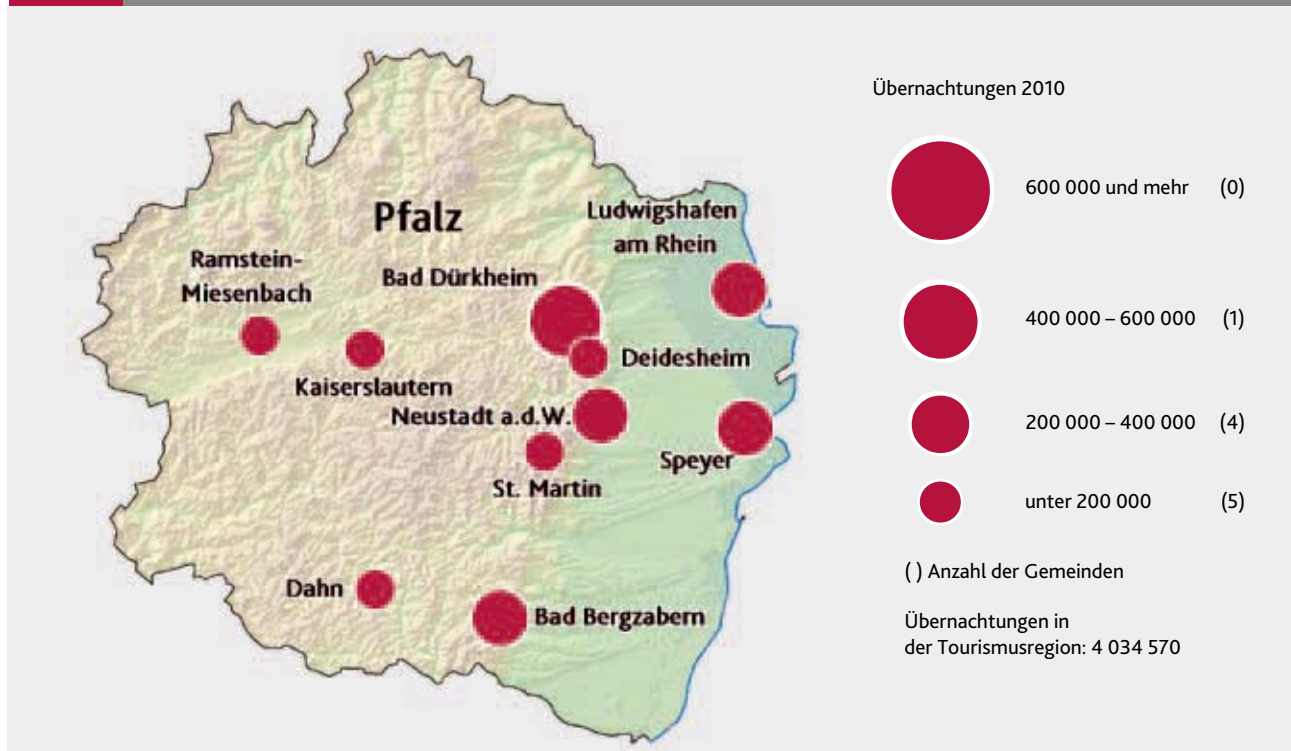 Pfalz
Ludwigshafen
am Rhein
Ramstein-
Miesenbach
Bad Dürkheim
Deidesheim
Kaiserslautern
Neustadt a.d.W.
Speyer
St. Martin
Dahn
Bad Bergzabern
Übernachtungen 2010
600 000 und mehr (0)
400 000 – 600 000 (1)
200 000 – 400 000 (4)
unter 200 000 (5)
( ) Anzahl der Gemeinden
Übernachtungen in
der Tourismusregion: 4 034 570